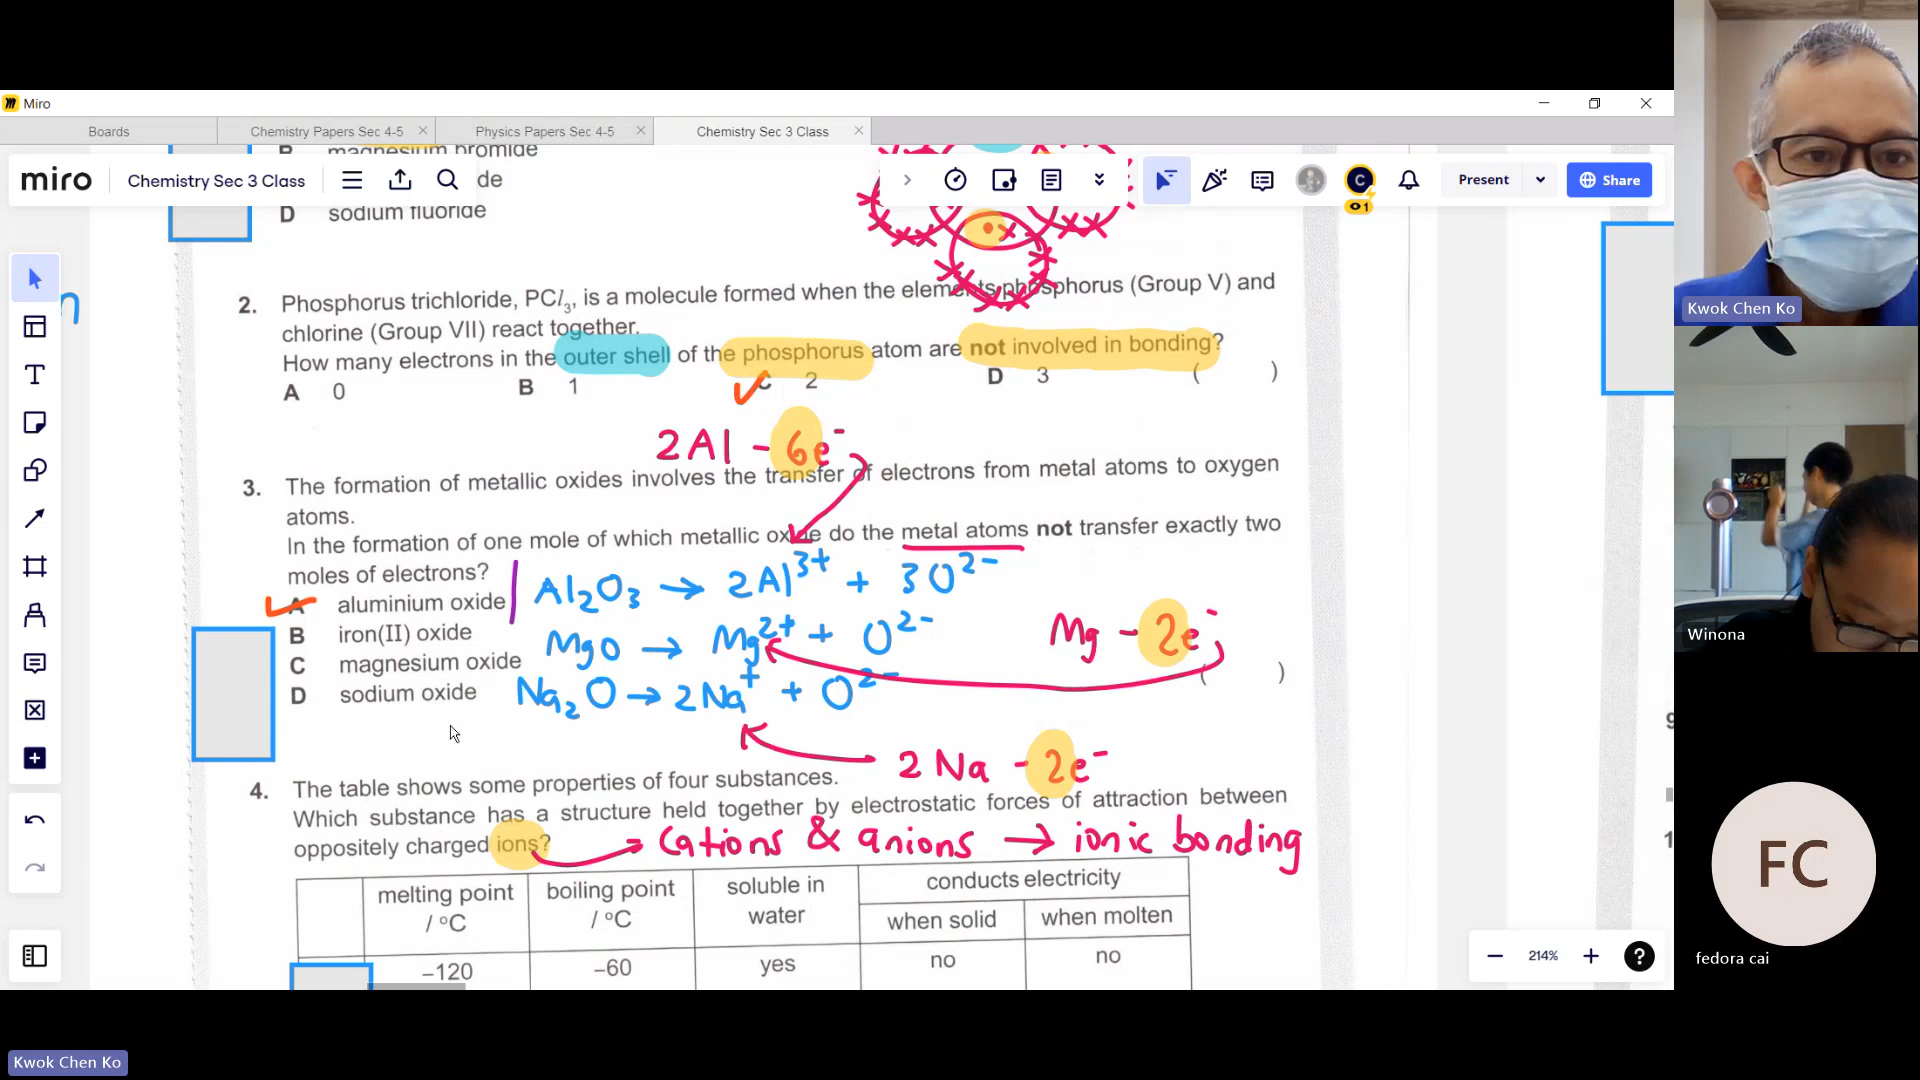 Miro
Boards
Chemistry Papers Sec 4-5
Physics Papers Sec 4-5
Chemistry Sec 3 Class
miro
Chemistry Sec 3 Class
Present
Share
1
B magnesium bromide
de
D sodium fluoride
2. Phosphorus trichloride, PCl3, is a molecule formed when the elements phosphorus (Group V) and
chlorine (Group VII) react together.
How many electrons in the outer shell of the phosphorus atom are not involved in bonding?
A 0 B 1 C 2 D 3 ( )
2Al - 6e⁻
3. The formation of metallic oxides involves the transfer of electrons from metal atoms to oxygen
atoms.
In the formation of one mole of which metallic oxide do the metal atoms not transfer exactly two
moles of electrons?
A aluminium oxide
Al₂O₃ → 2Al³⁺ + 3O²⁻
B iron(II) oxide
MgO → Mg²⁺ + O²⁻
Mg - 2e⁻
C magnesium oxide
( )
D sodium oxide
Na₂O → 2Na⁺ + O²⁻
2Na - 2e⁻
4. The table shows some properties of four substances.
Which substance has a structure held together by electrostatic forces of attraction between
oppositely charged ions?
= cations & anions → ionic bonding
melting point / °C
boiling point / °C
soluble in water
conducts electricity
when solid
when molten
–120 –60 yes no no
214%
Kwok Chen Ko
Winona
FC
fedora cai
Kwok Chen Ko